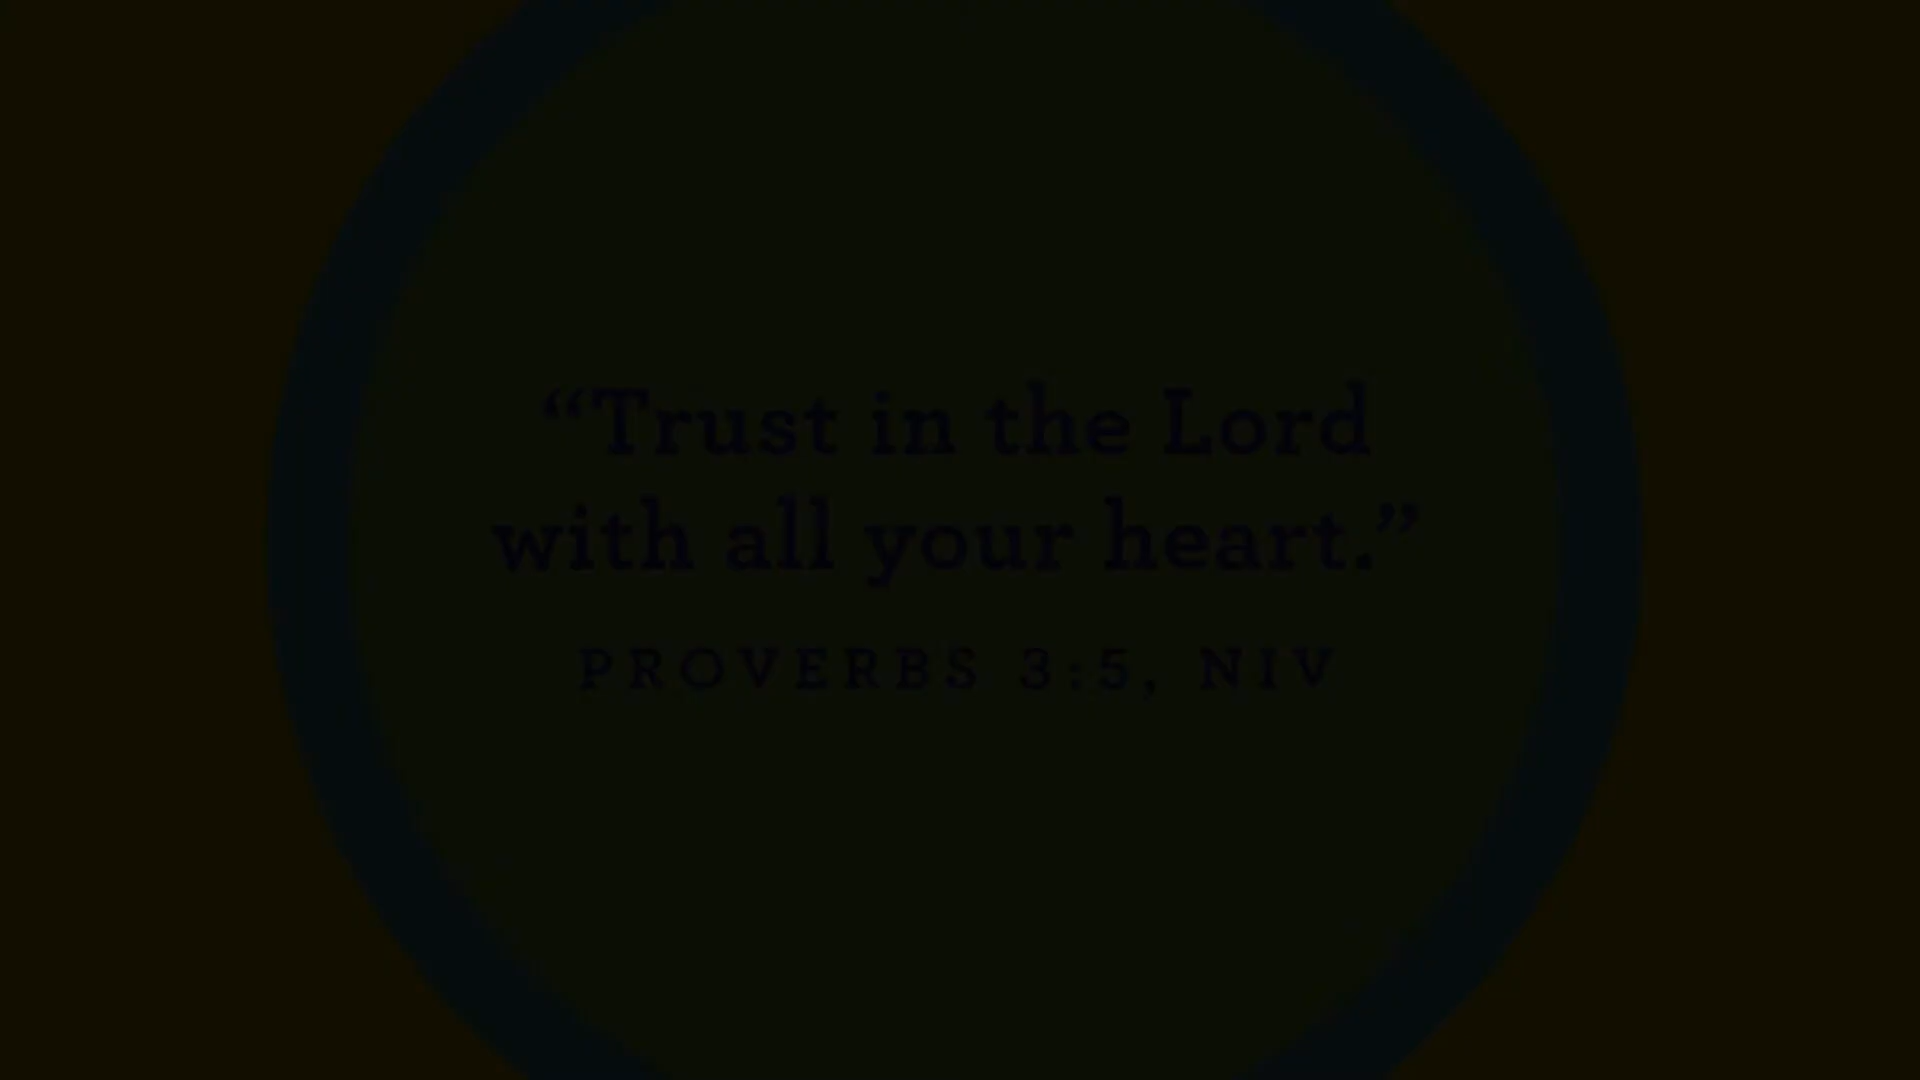 “Trust in the Lord
with all your heart.”
PROVERBS 3:5, NIV